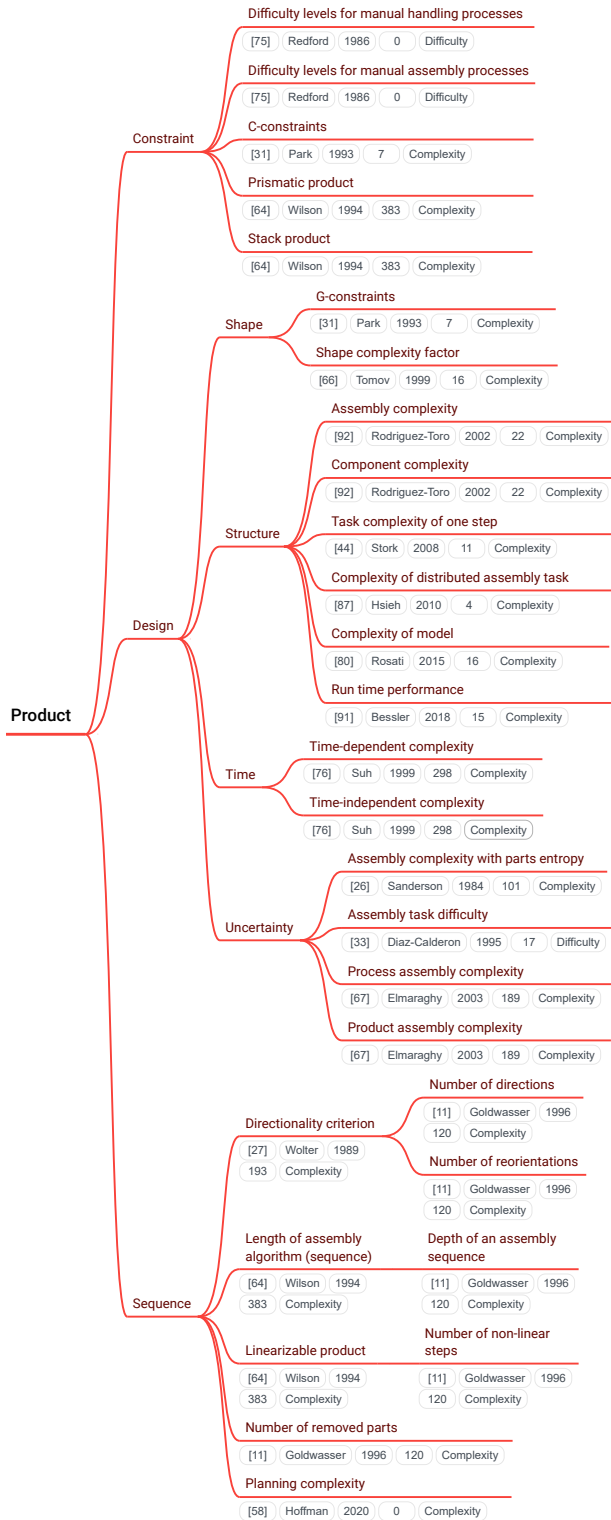 Difficulty levels for manual handling processes
[75] Redford 1986 0 Difficulty
Difficulty levels for manual assembly processes
[75] Redford 1986 0 Difficulty
Constraint
C-constraints
[31] Park 1993 7 Complexity
Prismatic product
[64] Wilson 1994 383 Complexity
Stack product
[64] Wilson 1994 383 Complexity
G-constraints
[31] Park 1993 7 Complexity
Shape
Shape complexity factor
[66] Tomov 1999 16 Complexity
Assembly complexity
[92] Rodriguez-Toro 2002 22 Complexity
Component complexity
[92] Rodriguez-Toro 2002 22 Complexity
Structure
Task complexity of one step
[44] Stork 2008 11 Complexity
Complexity of distributed assembly task
[87] Hsieh 2010 4 Complexity
Design
Complexity of model
[80] Rosati 2015 16 Complexity
Run time performance
[91] Bessler 2018 15 Complexity
Product
Time-dependent complexity
[76] Suh 1999 298 Complexity
Time
Time-independent complexity
[76] Suh 1999 298 Complexity
Assembly complexity with parts entropy
[26] Sanderson 1984 101 Complexity
Assembly task difficulty
[33] Diaz-Calderon 1995 17 Difficulty
Uncertainty
Process assembly complexity
[67] Elmaraghy 2003 189 Complexity
Product assembly complexity
[67] Elmaraghy 2003 189 Complexity
Number of directions
[11] Goldwasser 1996
120 Complexity
Directionality criterion
[27] Wolter 1989
193 Complexity
Number of reorientations
[11] Goldwasser 1996
120 Complexity
Length of assembly
algorithm (sequence)
[64] Wilson 1994
383 Complexity
Depth of an assembly
sequence
[11] Goldwasser 1996
120 Complexity
Sequence
Linearizable product
[64] Wilson 1994
383 Complexity
Number of non-linear
steps
[11] Goldwasser 1996
120 Complexity
Number of removed parts
[11] Goldwasser 1996 120 Complexity
Planning complexity
[58] Hoffman 2020 0 Complexity